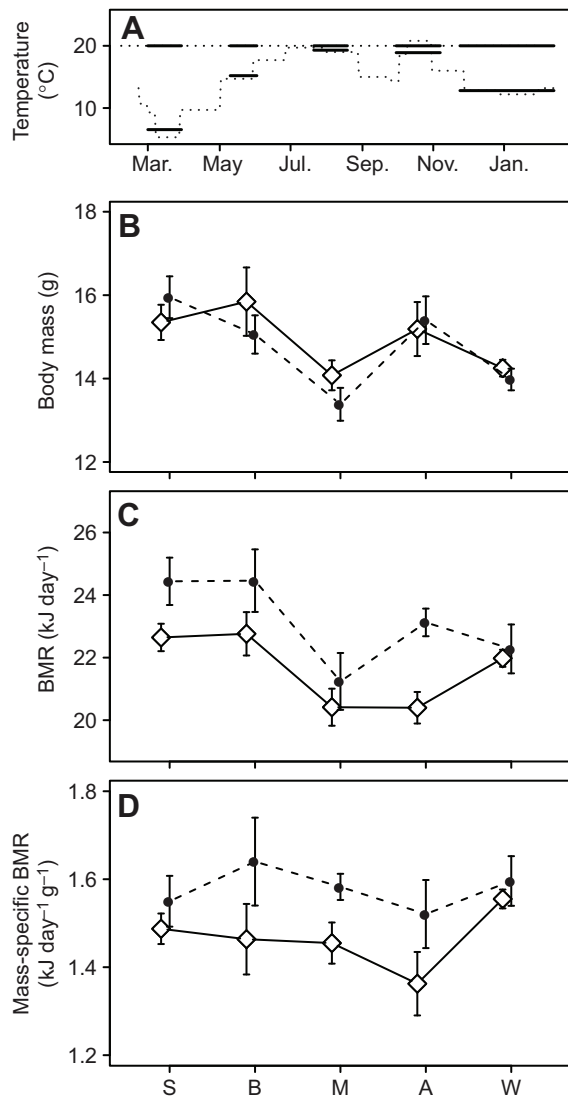 A
Temperature
(°C)
20
10
Mar. May Jul. Sep. Nov. Jan.
B
Body mass (g)
18
16
14
12
C
BMR (kJ day−1)
26
24
22
20
D
Mass-specific BMR
(kJ day−1 g−1)
1.8
1.6
1.4
1.2
S B M A W